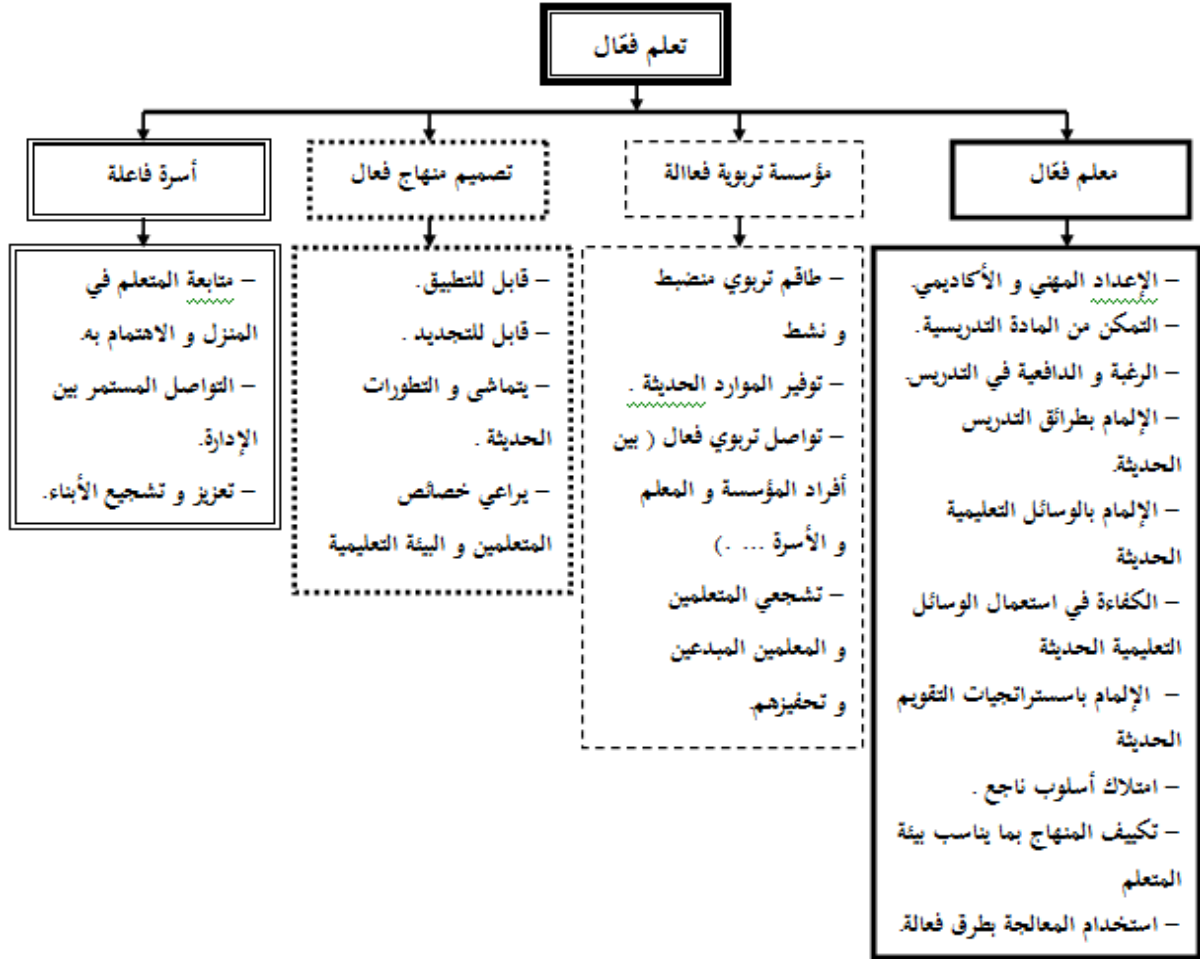 تعلم فعّال
معلم فعّال
مؤسسة تربوية فعاالة
تصميم منهاج فعال
أسرة فاعلة
– الإعداد المهني و الأكاديمي.
– التمكن من المادة التدريسية .
– الرغبة و الدافعية في التدريس.
– الإلمام بطرائق التدريس
الحديثة.
– الإلمام بالوسائل التعليمية
الحديثة
– الكفاءة في استعمال الوسائل
التعليمية الحديثة
– الإلمام باسستراتجيات التقويم
الحديثة
– امتلاك أسلوب ناجع .
– تكييف المنهاج بما يناسب بيئة
المتعلم
– استخدام المعالجة بطرق فعالة.
– طاقم تربوي منضبط
و نشط
– توفير الموارد الحديثة .
– تواصل تربوي فعال ( بين
أفراد المؤسسة و المعلم
و الأسرة ... .)
– تشجعي المتعلمين
و المعلمين المبدعين
و تحفيزهم.
– قابل للتطبيق.
– قابل للتجديد .
– يتماشى و التطورات
الحديثة .
– يراعي خصائص
المتعلمين و البيئة التعليمية
– متابعة المتعلم في
المنزل و الاهتمام به.
– التواصل المستمر بين
الإدارة.
– تعزيز و تشجيع الأبناء.